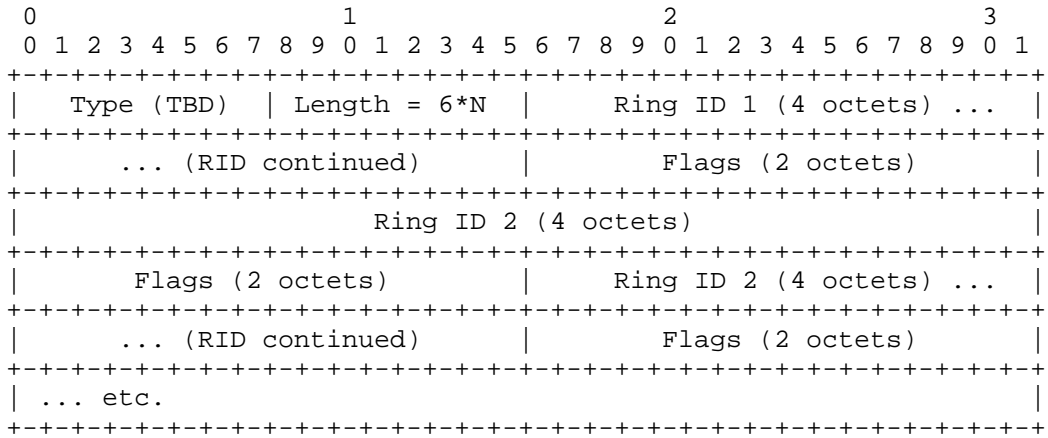 0                   1                   2                   3
 0 1 2 3 4 5 6 7 8 9 0 1 2 3 4 5 6 7 8 9 0 1 2 3 4 5 6 7 8 9 0 1
+-+-+-+-+-+-+-+-+-+-+-+-+-+-+-+-+-+-+-+-+-+-+-+-+-+-+-+-+-+-+-+-+
|   Type (TBD)  | Length = 6*N  |     Ring ID 1 (4 octets) ...  |
+-+-+-+-+-+-+-+-+-+-+-+-+-+-+-+-+-+-+-+-+-+-+-+-+-+-+-+-+-+-+-+-+
|      ... (RID continued)      |        Flags (2 octets)       |
+-+-+-+-+-+-+-+-+-+-+-+-+-+-+-+-+-+-+-+-+-+-+-+-+-+-+-+-+-+-+-+-+
|                      Ring ID 2 (4 octets)                     |
+-+-+-+-+-+-+-+-+-+-+-+-+-+-+-+-+-+-+-+-+-+-+-+-+-+-+-+-+-+-+-+-+
|       Flags (2 octets)        |     Ring ID 2 (4 octets) ...  |
+-+-+-+-+-+-+-+-+-+-+-+-+-+-+-+-+-+-+-+-+-+-+-+-+-+-+-+-+-+-+-+-+
|      ... (RID continued)      |        Flags (2 octets)       |
+-+-+-+-+-+-+-+-+-+-+-+-+-+-+-+-+-+-+-+-+-+-+-+-+-+-+-+-+-+-+-+-+
| ... etc.                                                      |
+-+-+-+-+-+-+-+-+-+-+-+-+-+-+-+-+-+-+-+-+-+-+-+-+-+-+-+-+-+-+-+-+